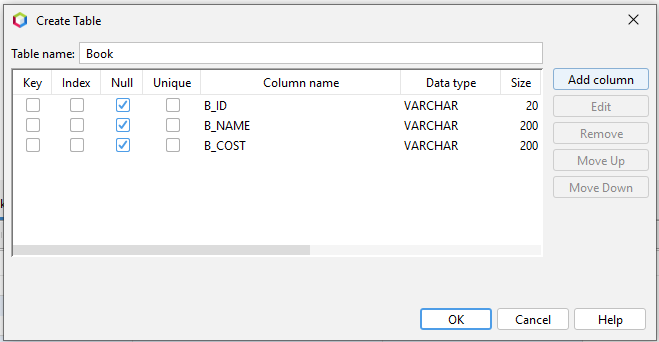 Create Table
Table name: Book
Key Index Null Unique Column name Data type Size
B_ID VARCHAR 20
B_NAME VARCHAR 200
B_COST VARCHAR 200
Add column
Edit
Remove
Move Up
Move Down
OK Cancel Help